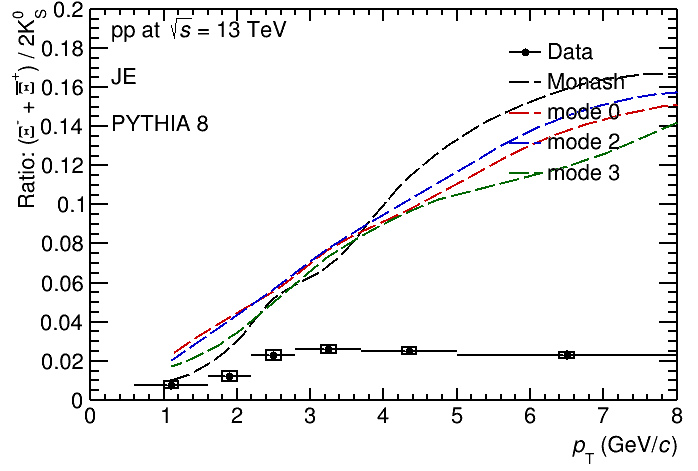 0.2
0.18
0.16
0.14
0.12
0.1
0.08
0.06
0.04
0.02
0
Ratio: (Ξ⁻ + Ξ̅⁺) / 2K⁰S
pp at √s = 13 TeV
JE
PYTHIA 8
Data
Monash
mode 0
mode 2
mode 3
0 1 2 3 4 5 6 7 8
pT (GeV/c)